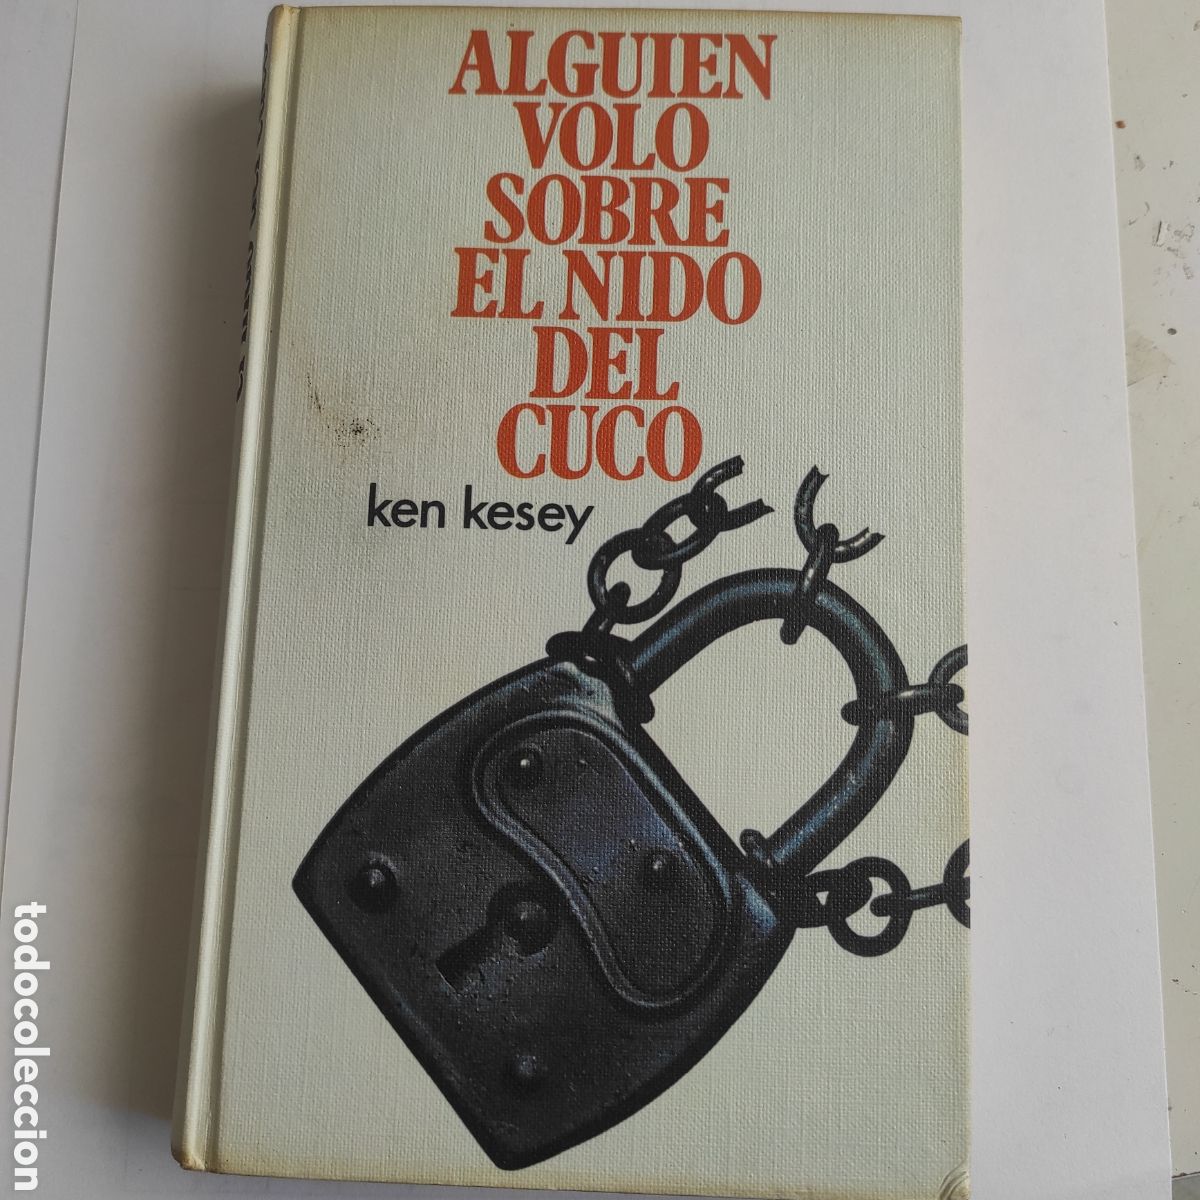 ALGUIEN
VOLO
SOBRE
EL NIDO
DEL
CUCO
ken kesey
todocoleccion